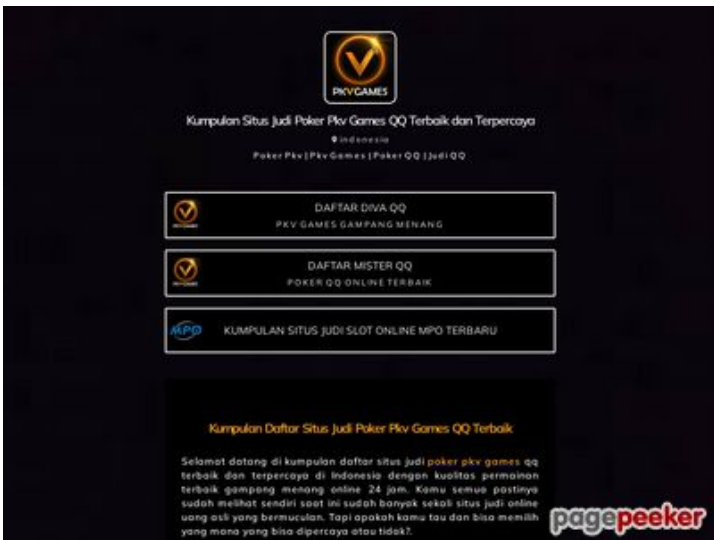 PKVGAMES
Kumpulan Situs Judi Poker Pkv Games QQ Terbaik dan Terpercaya
indonesia
Poker Pkv | Pkv Games | Poker QQ | Judi QQ
DAFTAR DIVA QQ
PKV GAMES GAMPANG MENANG
DAFTAR MISTER QQ
POKER QQ ONLINE TERBAIK
MPO
KUMPULAN SITUS JUDI SLOT ONLINE MPO TERBARU
Kumpulan Daftar Situs Judi Poker Pkv Games QQ Terbaik
Selamat datang di kumpulan daftar situs judi poker pkv games qq
terbaik dan terpercaya di Indonesia dengan kualitas permainan
terbaik gampang menang online 24 jam. Kamu semua pastinya
sudah melihat sendiri saat ini sudah banyak sekali situs judi online
uang asli yang bermuculan. Tapi apakah kamu tau dan bisa memilih
yang mana yang bisa dipercaya atau tidak?.
pagepeeker